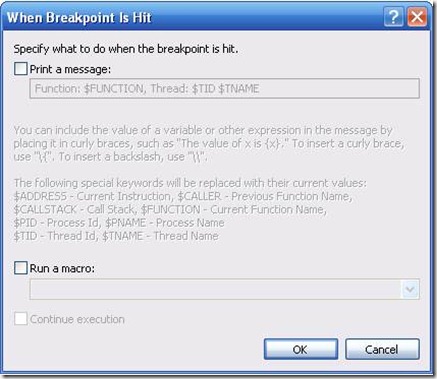 When Breakpoint Is Hit
Specify what to do when the breakpoint is hit.
Print a message:
Function: $FUNCTION, Thread: $TID $TNAME
You can include the value of a variable or other expression in the message by
placing it in curly braces, such as "The value of x is {x}." To insert a curly brace,
use "\{". To insert a backslash, use "\\".
The following special keywords will be replaced with their current values:
$ADDRESS - Current Instruction, $CALLER - Previous Function Name,
$CALLSTACK - Call Stack, $FUNCTION - Current Function Name,
$PID - Process Id, $PNAME - Process Name
$TID - Thread Id, $TNAME - Thread Name
Run a macro:
Continue execution
OK Cancel